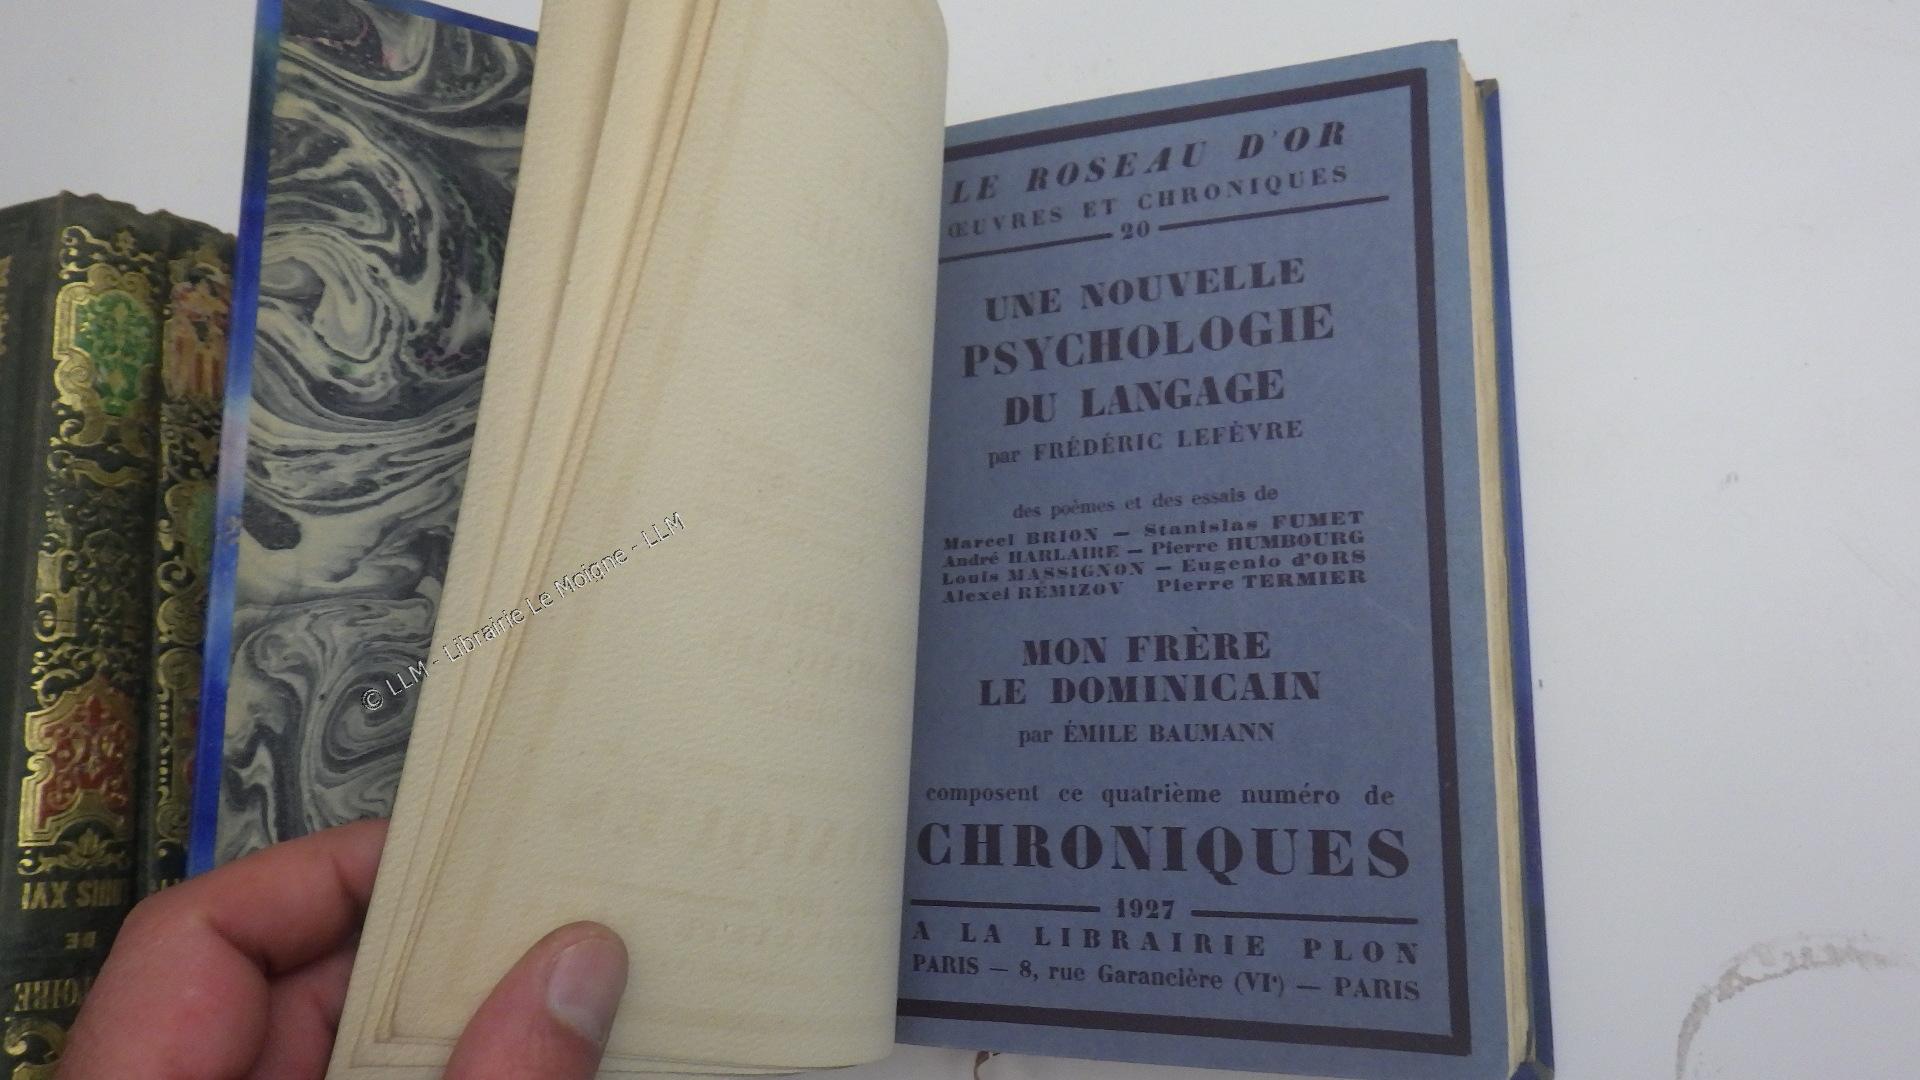 LE ROSEAU D'OR
ŒUVRES ET CHRONIQUES
20
UNE NOUVELLE
PSYCHOLOGIE
DU LANGAGE
par FRÉDÉRIC LEFÈVRE
des poèmes et des essais de
Marcel BRION — Stanislas FUMET
André HARLAIRE — Pierre HUMBOURG
Louis MASSIGNON — Eugenio d'ORS
Alexei REMIZOV Pierre TERMIER
MON FRÈRE
LE DOMINICAIN
par ÉMILE BAUMANN
composent ce quatrième numéro de
CHRONIQUES
1927
A LA LIBRAIRIE PLON
PARIS — 8, rue Garancière (VIe) — PARIS
© LLM - Librairie Le Moigne - LLM
DE
LOUIS XVI